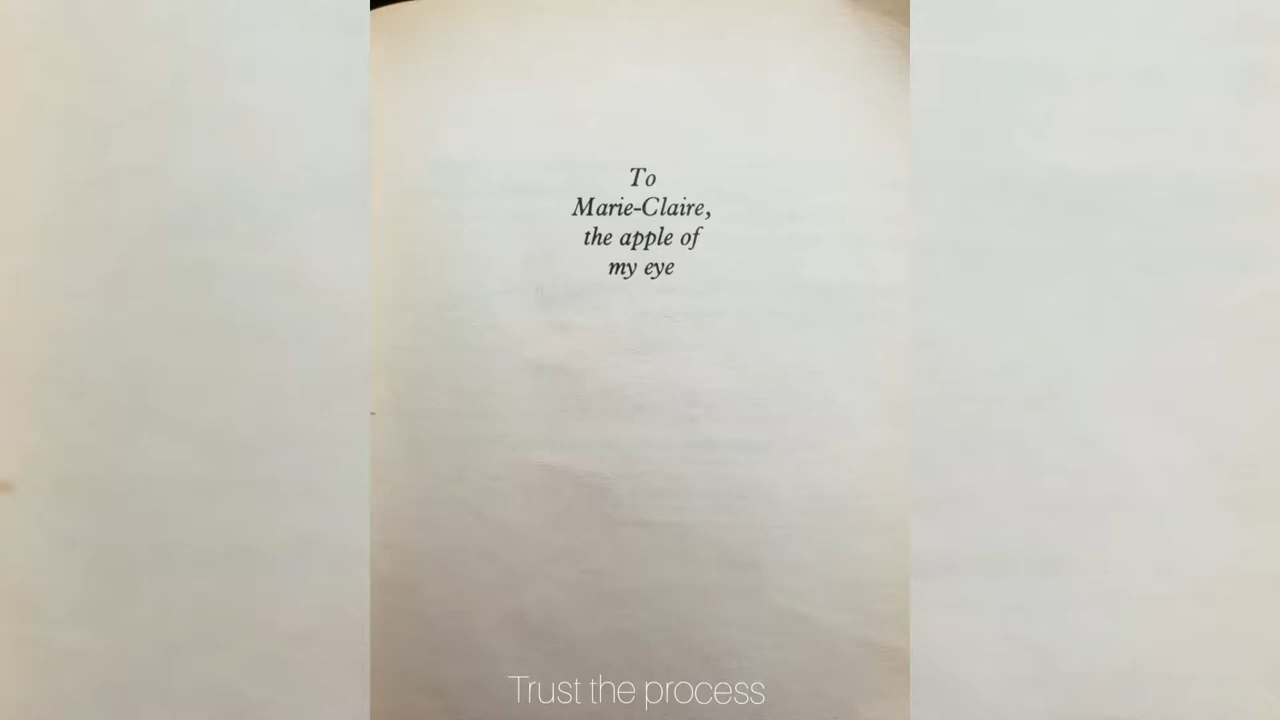 To
Marie-Claire,
the apple of
my eye
Trust the process